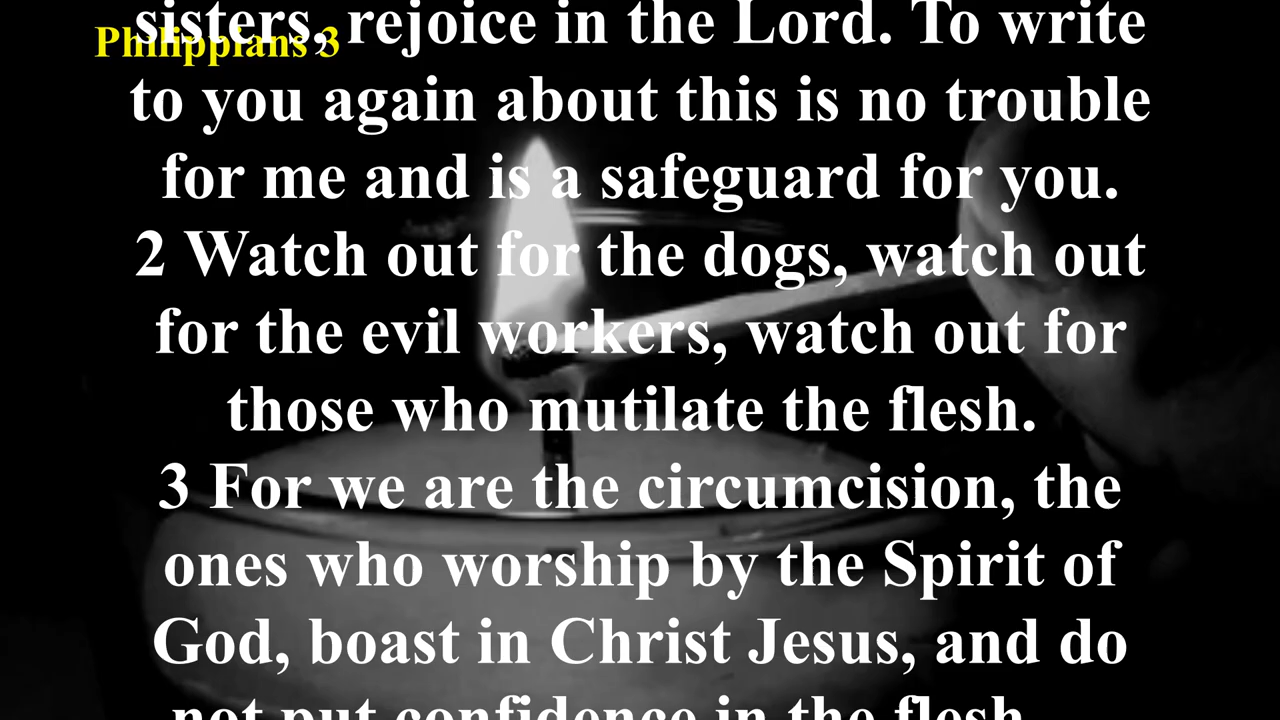 Philippians 3
sisters, rejoice in the Lord. To write
to you again about this is no trouble
for me and is a safeguard for you.
2 Watch out for the dogs, watch out
for the evil workers, watch out for
those who mutilate the flesh.
3 For we are the circumcision, the
ones who worship by the Spirit of
God, boast in Christ Jesus, and do
not put confidence in the flesh